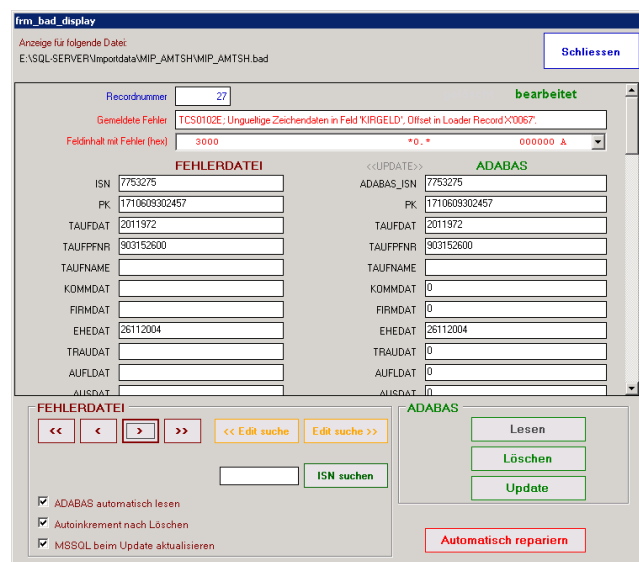 frm_bad_display
Anzeige für folgende Datei:
E:\SQL-SERVER\Importdata\MIP_AMTSH\MIP_AMTSH.bad
Schliessen
Recordnummer 27 bearbeitet
Gemeldete Fehler TCS0102E; Ungueltige Zeichendaten in Feld 'KIRGELD', Offset in Loader Record X'0067'.
Feldinhalt mit Fehler (hex) 3000 *0.* 000000 A
FEHLERDATEI <<UPDATE>> ADABAS
ISN 7753275 ADABAS_ISN 7753275
PK 1710609302457 PK 1710609302457
TAUFDAT 2011972 TAUFDAT 2011972
TAUFPFNR 903152600 TAUFPFNR 903152600
TAUFNAME TAUFNAME
KOMMDAT KOMMDAT 0
FIRMDAT FIRMDAT 0
EHEDAT 26112004 EHEDAT 26112004
TRAUDAT TRAUDAT 0
AUFLDAT AUFLDAT 0
AUSDAT AUSDAT 0
FEHLERDATEI ADABAS
<< < > >> << Edit suche Edit suche >> Lesen
Löschen
ISN suchen
Update
ADABAS automatisch lesen
Autoinkrement nach Löschen
MSSQL beim Update aktualisieren
Automatisch repariern